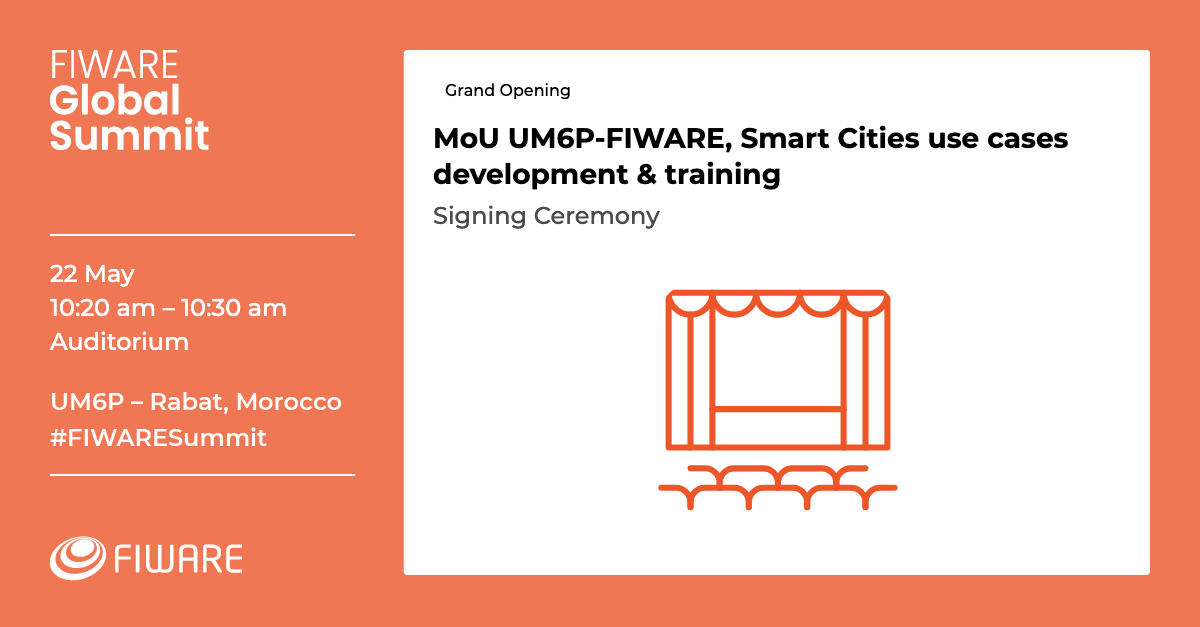 FIWARE
Global
Summit
22 May
10:20 am – 10:30 am
Auditorium
UM6P – Rabat, Morocco
#FIWARESummit
FIWARE
Grand Opening
MoU UM6P-FIWARE, Smart Cities use cases
development & training
Signing Ceremony